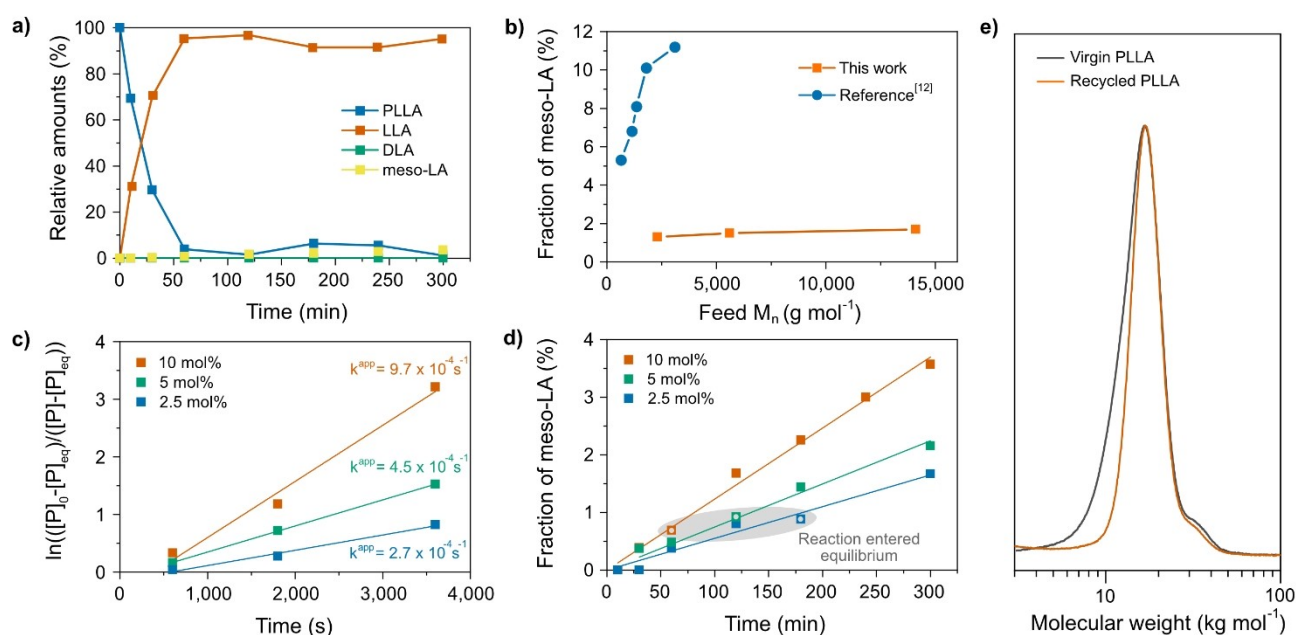 a)
Relative amounts (%)
100
80
60
40
20
0
PLLA
LLA
DLA
meso-LA
0 50 100 150 200 250 300
Time (min)
b)
Fraction of meso-LA (%)
12
11
10
9
8
7
6
5
4
3
2
1
0
This work
Reference[12]
0 5,000 10,000 15,000
Feed Mn (g mol-1)
c)
ln(([P]0-[P]eq)/([P]-[P]eq))
4
3
2
1
0
10 mol%
5 mol%
2.5 mol%
kapp = 9.7 x 10-4 s-1
kapp = 4.5 x 10-4 s-1
kapp = 2.7 x 10-4 s-1
0 1,000 2,000 3,000 4,000
Time (s)
d)
Fraction of meso-LA (%)
4
3
2
1
0
10 mol%
5 mol%
2.5 mol%
Reaction entered
equilibrium
0 50 100 150 200 250 300
Time (min)
e)
Virgin PLLA
Recycled PLLA
10 100
Molecular weight (kg mol-1)